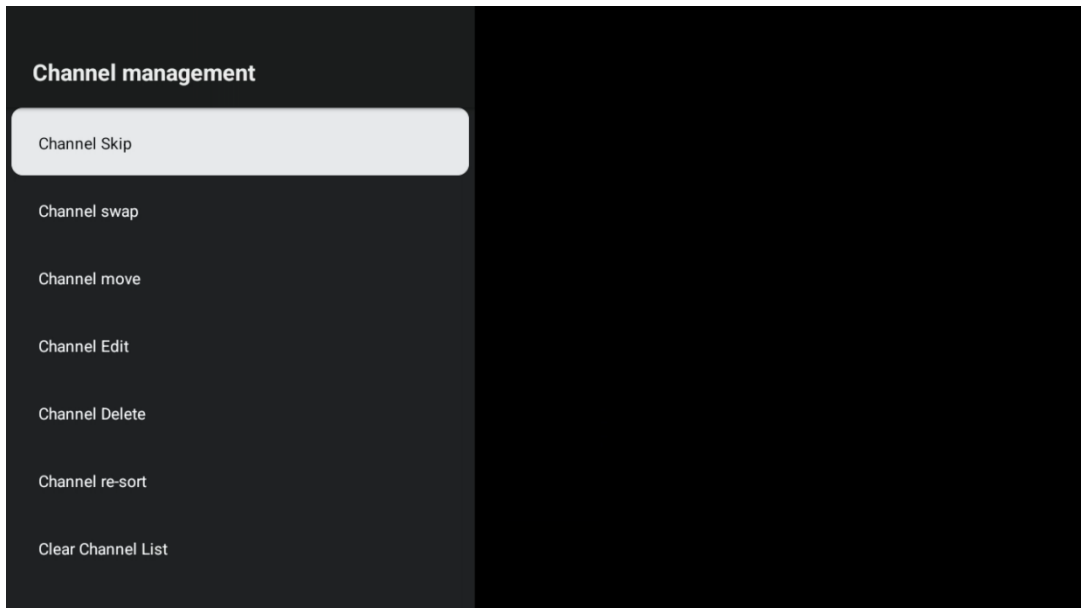 Channel management
Channel Skip
Channel swap
Channel move
Channel Edit
Channel Delete
Channel re-sort
Clear Channel List